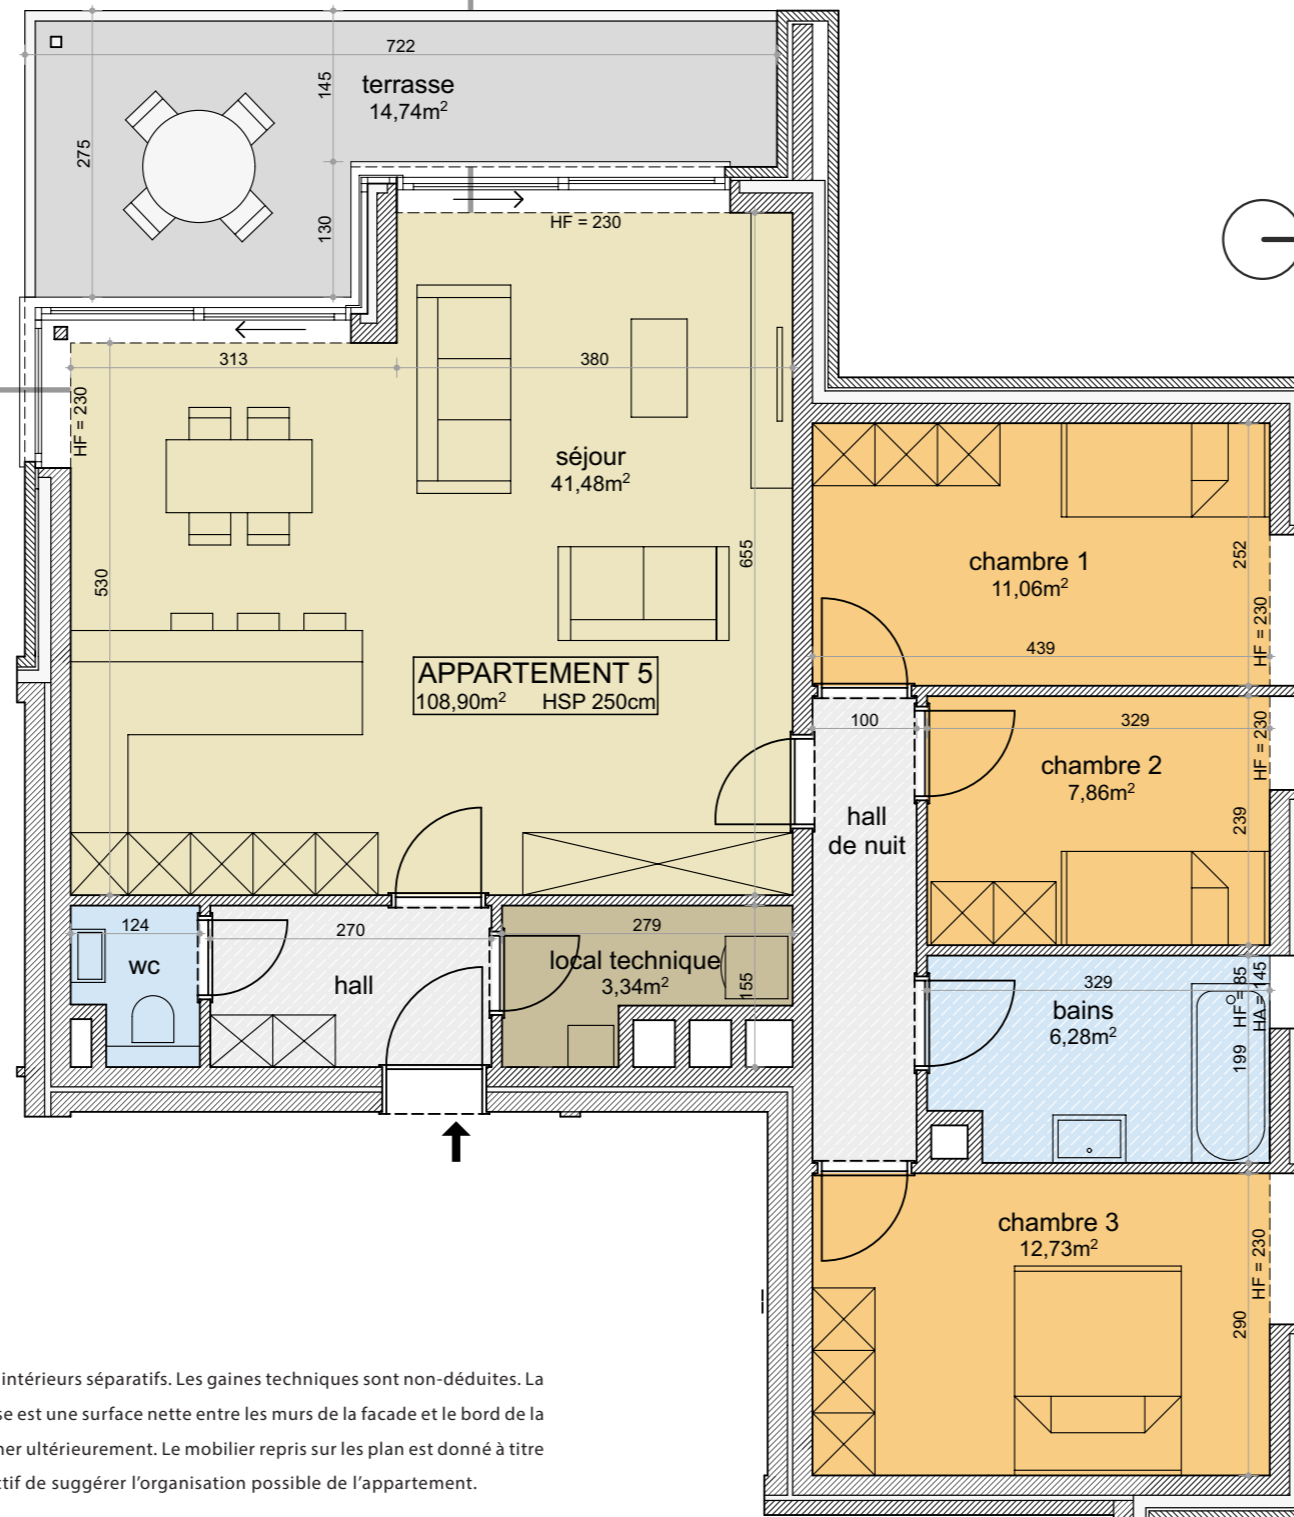 722
145
terrasse
14,74m²
275
130
HF = 230
313
380
HF = 230
séjour
41,48m²
655
530
chambre 1
11,06m²
252
HF = 230
439
APPARTEMENT 5
108,90m² HSP 250cm
100
329
HF = 230
chambre 2
7,86m²
239
hall
de nuit
124
270
279
wc
hall
local technique
3,34m²
155
329
HF = 85
HA = 145
bains
6,28m²
199
chambre 3
12,73m²
HF = 230
290
intérieurs séparatifs. Les gaines techniques sont non-déduites. La
est une surface nette entre les murs de la facade et le bord de la
ultérieurement. Le mobilier repris sur les plan est donné à titre
de suggérer l'organisation possible de l'appartement.